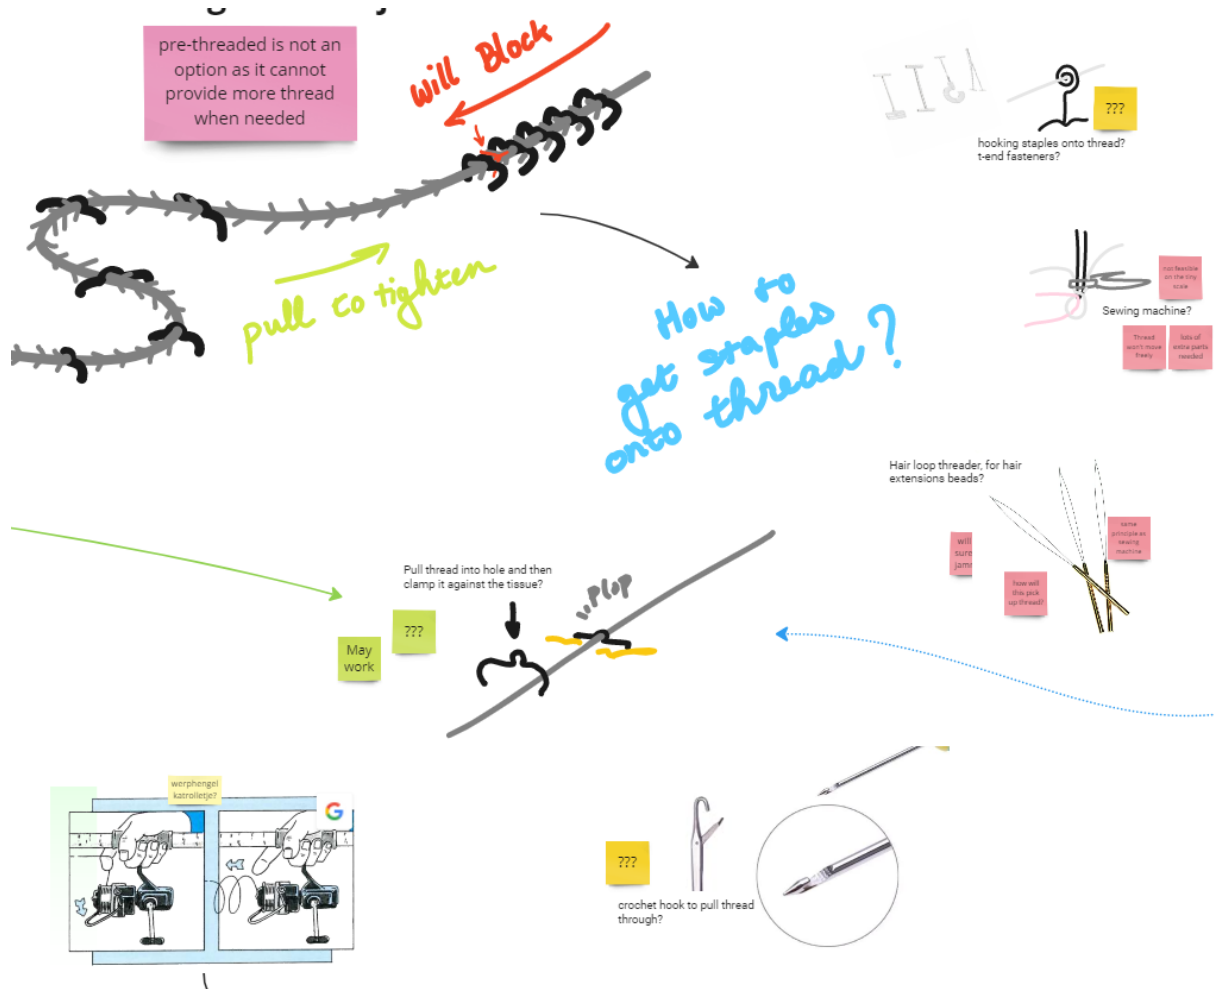 pre-threaded is not an
option as it cannot
provide more thread
when needed
will Block
pull to tighten
How to
get staples
onto thread?
???
hooking staples onto thread?
t-end fasteners?
not feasible
on the tiny
scale
Sewing machine?
Thread
won't move
freely
lots of
extra parts
needed
Hair loop threader, for hair
extensions beads?
same
principle as
sewing
machine
will
how will
this pick
up thread?
Pull thread into hole and then
clamp it against the tissue?
???
May
work
Plop
werphengel
katrolletje?
G
???
crochet hook to pull thread
through?